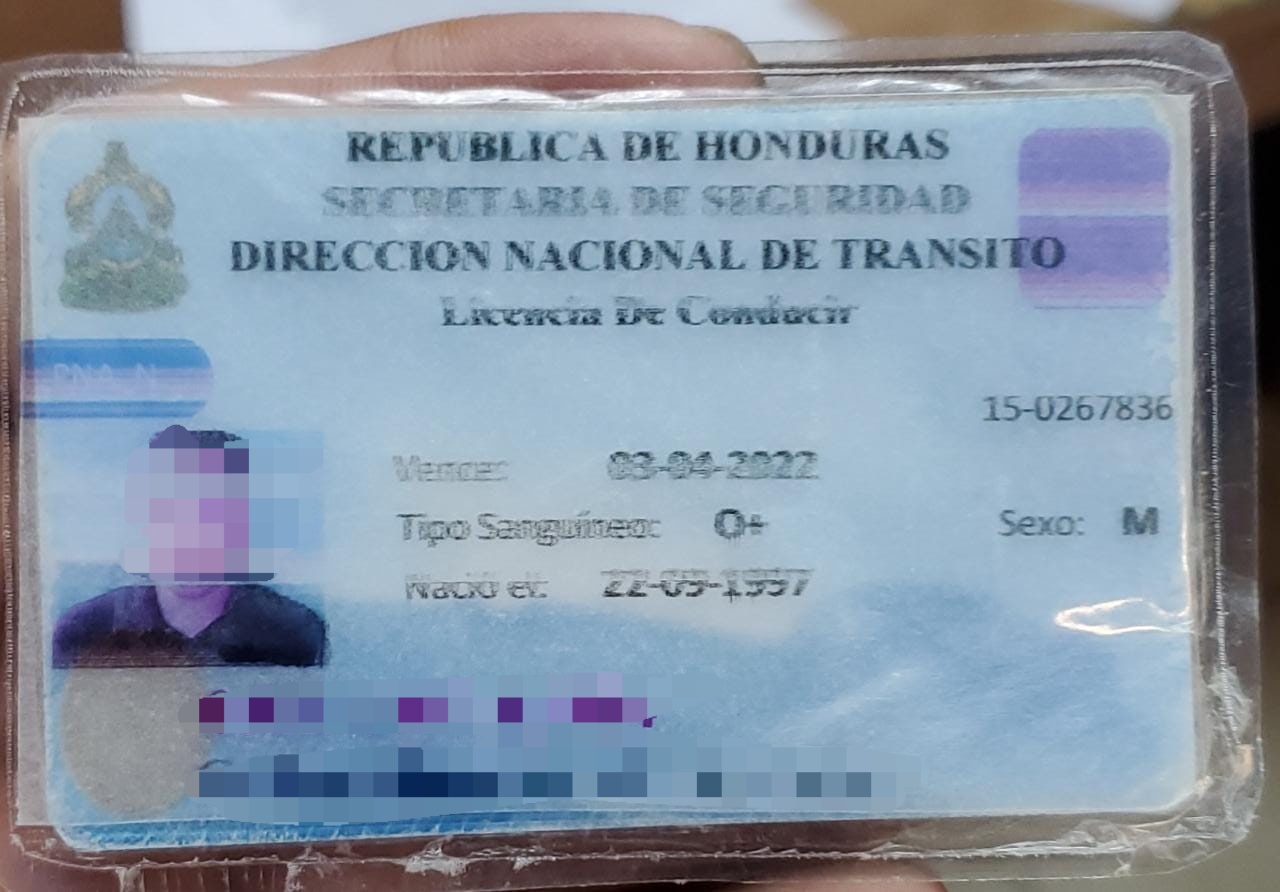 REPUBLICA DE HONDURAS
SECRETARIA DE SEGURIDAD
DIRECCION NACIONAL DE TRANSITO
Licencia De Conducir
15-0267836
Vence: 03-04-2022
Tipo Sanguíneo: O+ Sexo: M
Nació el: 22-09-1997